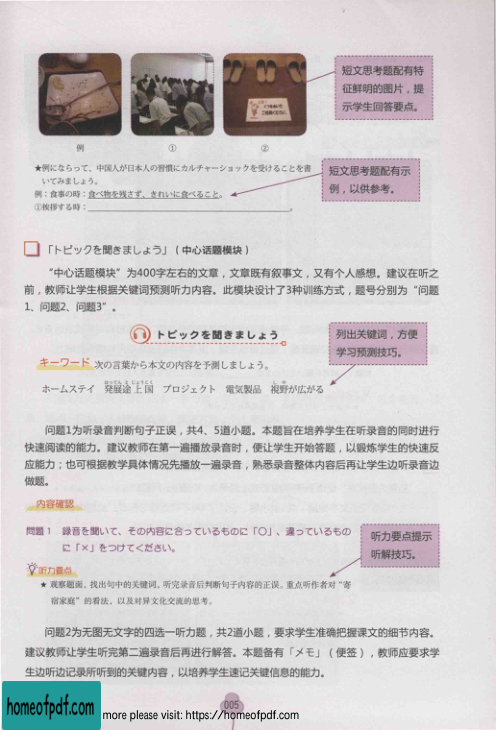 短文思考题配有特
征鲜明的图片，提
示学生回答要点。
例
①
②
★例にならって、中国人が日本人の習慣にカルチャーショックを受けることを書
いてみましょう。
例：食事の時：食べ物を残さず、きれいに食べること。
①挨拶する時：
短文思考题配有示
例，以供参考。
「トピックを聞きましょう」（中心话题模块）
“中心话题模块”为400字左右的文章，文章既有叙事文，又有个人感想。建议在听之
前，教师让学生根据关键词预测听力内容。此模块设计了3种训练方式，题号分别为“问题
1、问题2、问题3”。
トピックを聞きましょう
列出关键词，方便
学习预测技巧。
キーワード 次の言葉から本文の内容を予測しましょう。
はってん と じょうこく
し や
ホームステイ 発展途上国 プロジェクト 電気製品 視野が広がる
问题1为听录音判断句子正误，共4、5道小题。本题旨在培养学生在听录音的同时进行
快速阅读的能力。建议教师在第一遍播放录音时，便让学生开始答题，以锻炼学生的快速反
应能力；也可根据教学具体情况先播放一遍录音，熟悉录音整体内容后再让学生边听录音边
做题。
内容確認
問題1 録音を聞いて、その内容に合っているものに「〇」、違っているもの
に「×」をつけてください。
听力要点提示
听解技巧。
听力要点
★ 观察题面，找出句中的关键词，听完录音后判断句子内容的正误。重点听作者对“寄
宿家庭”的看法、以及对异文化交流的思考。
问题2为无图无文字的四选一听力题，共2道小题，要求学生准确把握课文的细节内容。
建议教师让学生听完第二遍录音后再进行解答。本题备有「メモ」（便签），教师应要求学
生边听边记录所听到的关键内容，以培养学生速记关键信息的能力。
005
homeofpdf.com
more please visit: https://homeofpdf.com